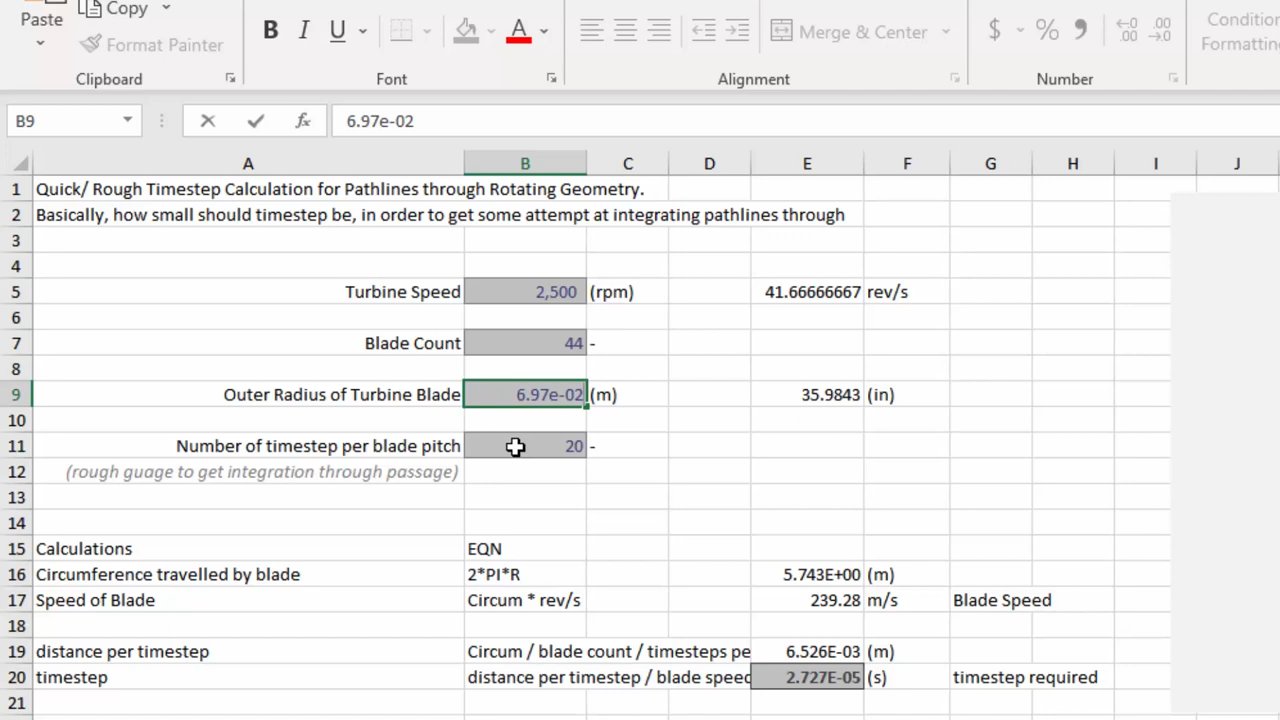 Paste
Copy
Format Painter
Clipboard
B I U
A
Font
Merge & Center
Alignment
$ % ,
←0 .00
.00 →0
Number
Condition
Formatting
B9
fx
6.97e-02
A B C D E F G H I J
1 Quick/ Rough Timestep Calculation for Pathlines through Rotating Geometry.
2 Basically, how small should timestep be, in order to get some attempt at integrating pathlines through
3
4
5 Turbine Speed 2,500 (rpm) 41.66666667 rev/s
6
7 Blade Count 44 -
8
9 Outer Radius of Turbine Blade 6.97e-02 (m) 35.9843 (in)
10
11 Number of timestep per blade pitch 20 -
12 (rough guage to get integration through passage)
13
14
15 Calculations EQN
16 Circumference travelled by blade 2*PI*R 5.743E+00 (m)
17 Speed of Blade Circum * rev/s 239.28 m/s Blade Speed
18
19 distance per timestep Circum / blade count / timesteps pe 6.526E-03 (m)
20 timestep distance per timestep / blade speed 2.727E-05 (s) timestep required
21